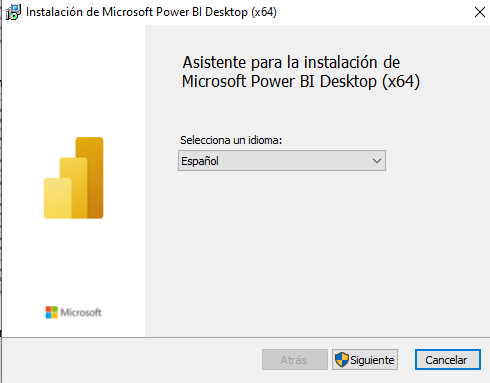 Instalación de Microsoft Power BI Desktop (x64)
Asistente para la instalación de
Microsoft Power BI Desktop (x64)
Selecciona un idioma:
Español
Microsoft
Atrás
Siguiente
Cancelar